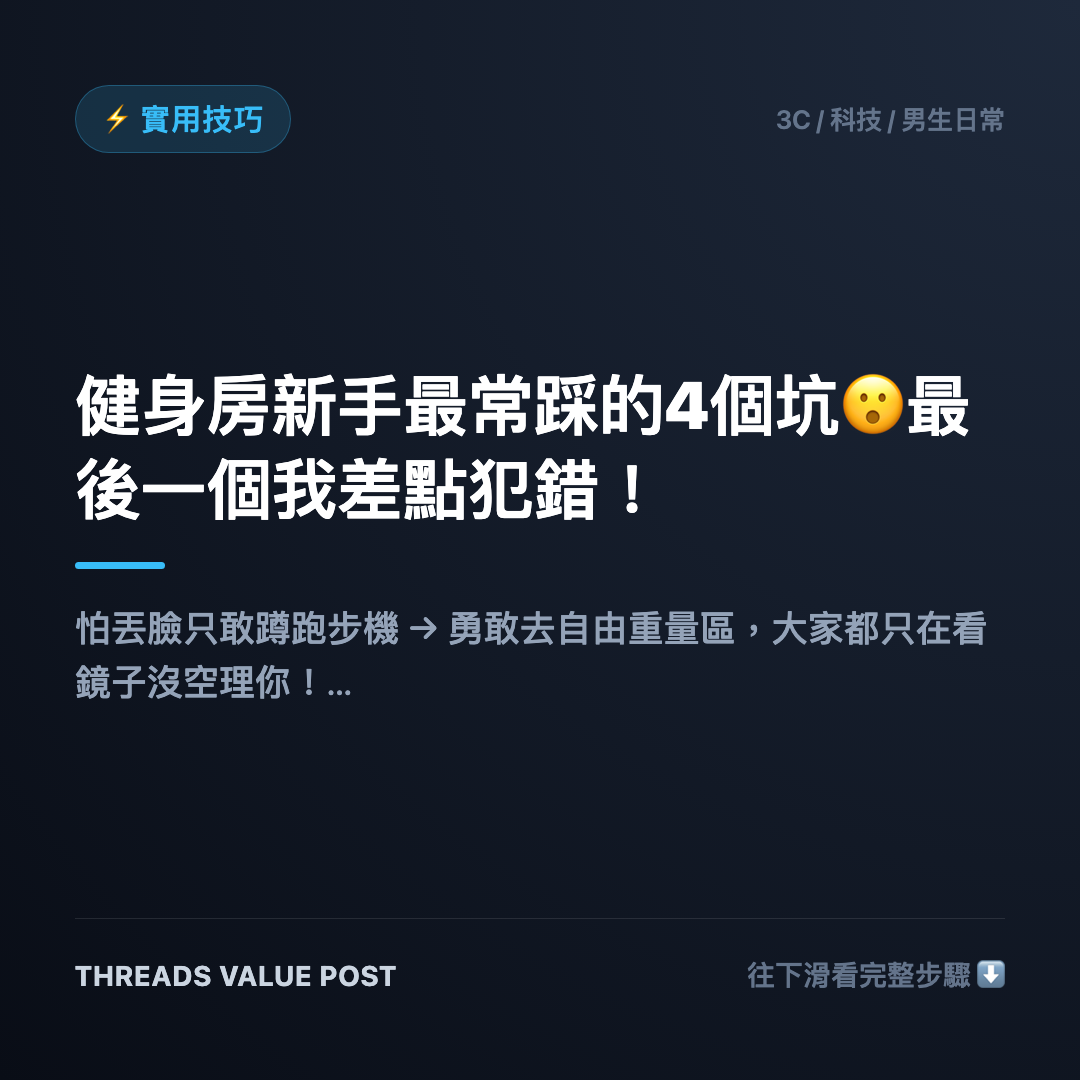 ⚡ 實用技巧
3C / 科技 / 男生日常
健身房新手最常踩的4個坑😮最
後一個我差點犯錯！
怕丟臉只敢蹲跑步機 → 勇敢去自由重量區，大家都只在看
鏡子沒空理你！...
THREADS VALUE POST
往下滑看完整步驟 ⬇️